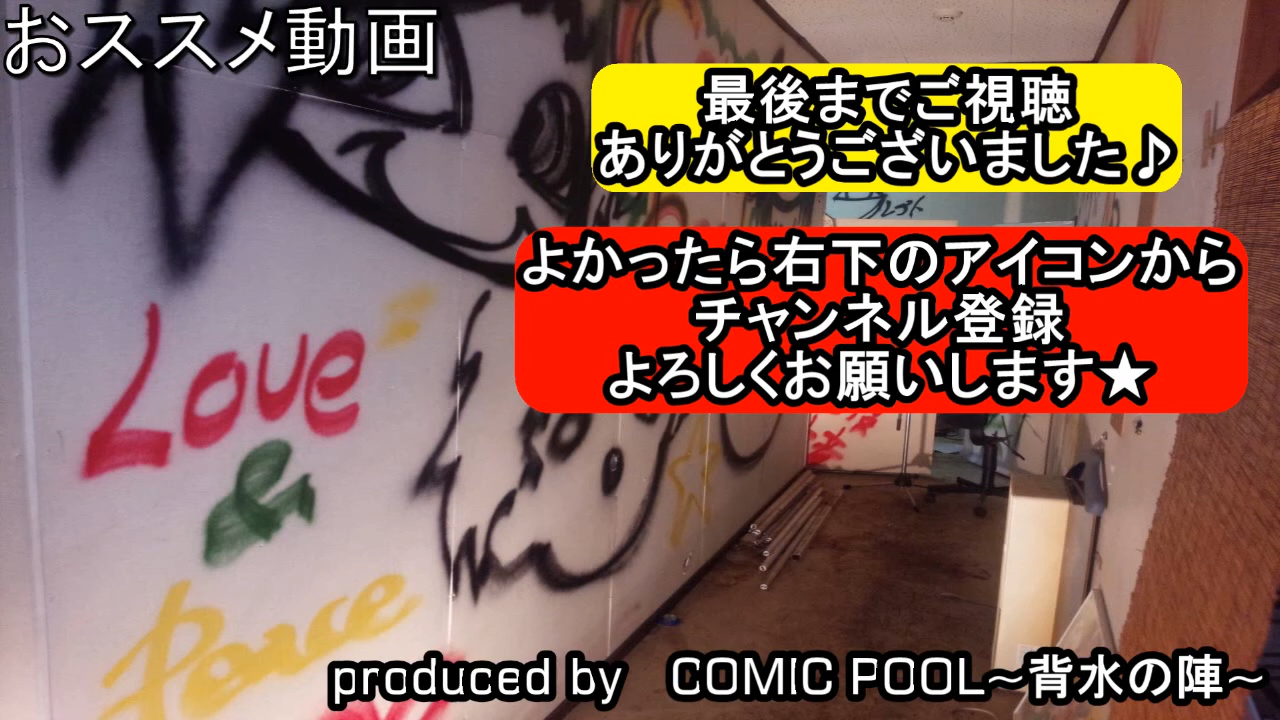 おススメ動画
最後までご視聴
ありがとうございました♪
よかったら右下のアイコンから
チャンネル登録
よろしくお願いします★
Love
&
Peace
produced by COMIC POOL~背水の陣~